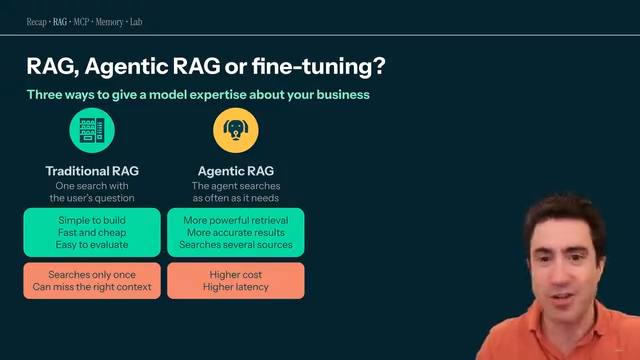 Recap • RAG • MCP • Memory • Lab
RAG, Agentic RAG or fine-tuning?
Three ways to give a model expertise about your business
Traditional RAG
One search with
the user's question
Simple to build
Fast and cheap
Easy to evaluate
Searches only once
Can miss the right context
Agentic RAG
The agent searches
as often as it needs
More powerful retrieval
More accurate results
Searches several sources
Higher cost
Higher latency